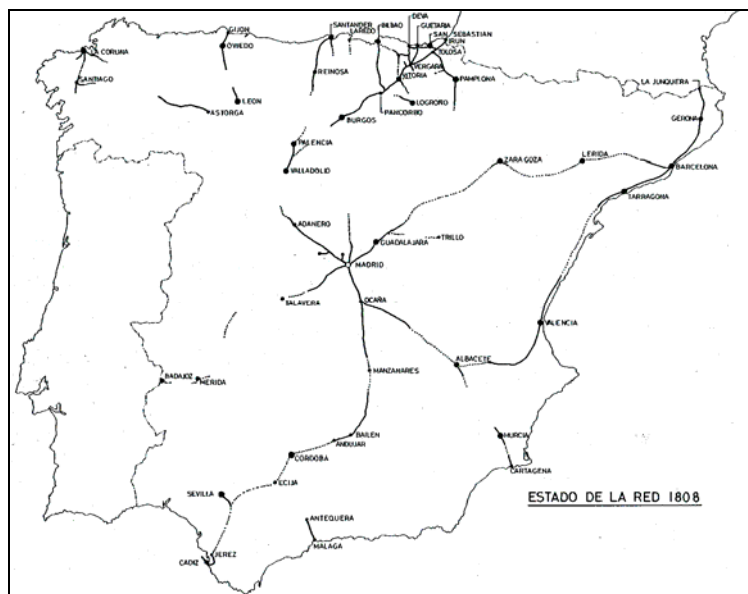 DEVA
GUETARIA
GIJON
SANTANDER
LAREDO
BILBAO
SAN SEBASTIAN
IRUN
LA CORUÑA
OVIEDO
TOLOSA
VERGARA
REINOSA
VITORIA
PAMPLONA
SANTIAGO
LA JUNQUERA
LEON
LOGROÑO
ASTORGA
PANCORBO
BURGOS
GERONA
PALENCIA
ZARAGOZA
LERIDA
VALLADOLID
BARCELONA
TARRAGONA
ADANERO
GUADALAJARA
TRILLO
MADRID
OCAÑA
VALENCIA
ALBACETE
MANZANARES
BADAJOZ
MERIDA
BAILEN
ANDUJAR
MURCIA
CORDOBA
CARTAGENA
ECIJA
SEVILLA
ESTADO DE LA RED 1808
ANTEQUERA
MALAGA
JEREZ
CADIZ